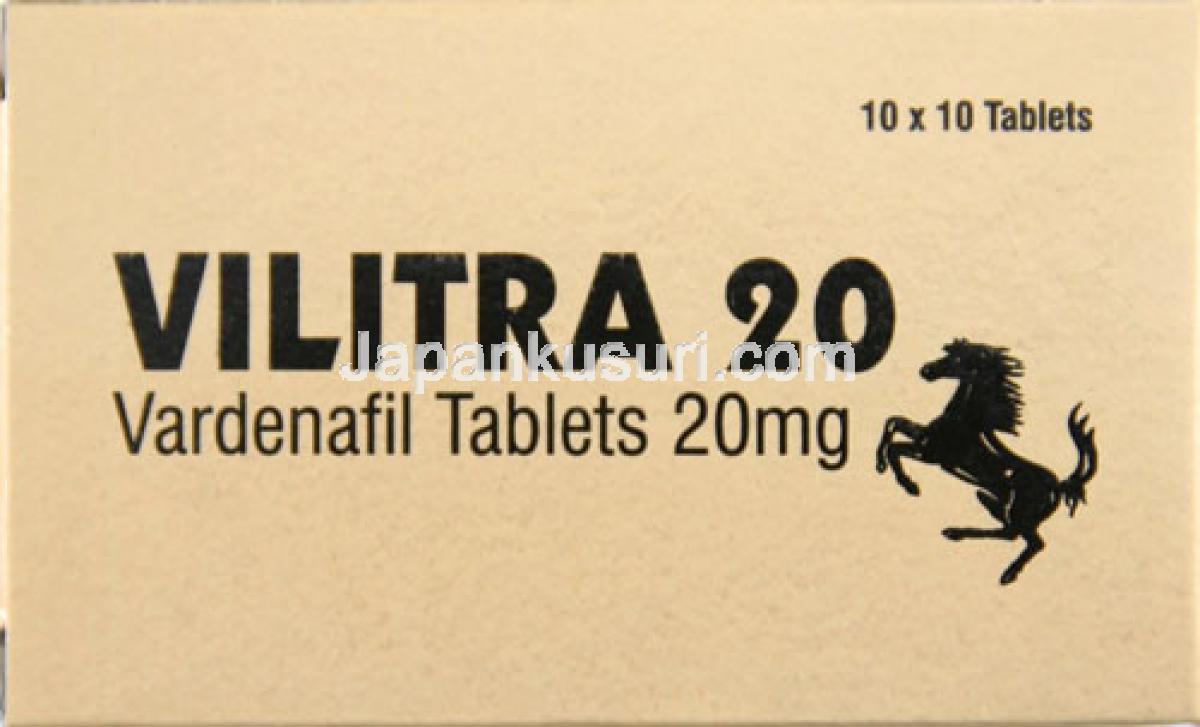 10 x 10 Tablets
VILITRA 20
Japankusuri.com
Vardenafil Tablets 20mg